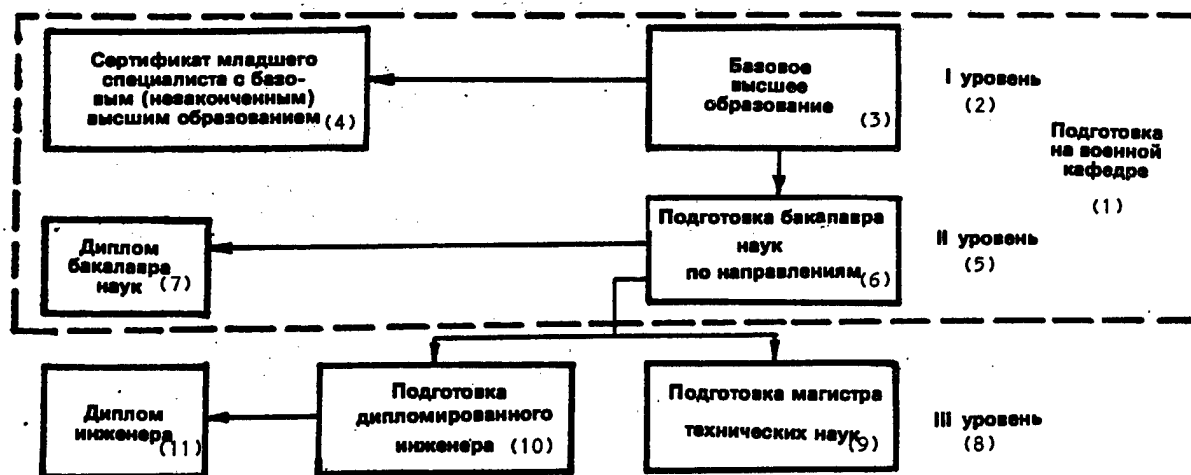 Сертификат младшего
специалиста с базо-
вым (незаконченным)
высшим образованием (4)
Базовое
высшее
образование
(3)
I уровень
(2)
Подготовка
на военной
кафедре
(1)
Диплом
бакалавра
наук (7)
Подготовка бакалавра
наук
по направлениям (6)
II уровень
(5)
Диплом
инженера
(11)
Подготовка
дипломированного
инженера (10)
Подготовка магистра
технических наук
(9)
III уровень
(8)